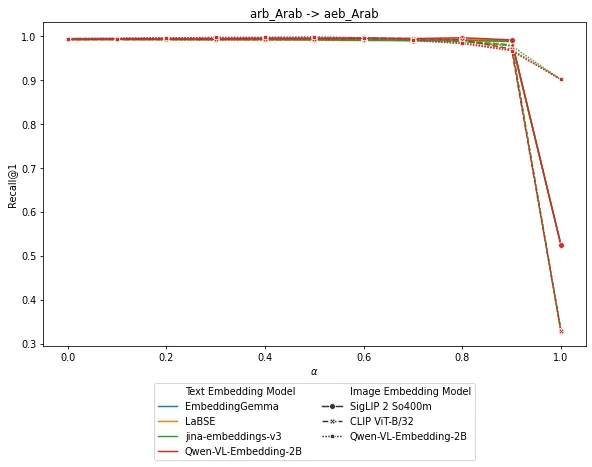 arb_Arab -> aeb_Arab
Recall@1
1.0
0.9
0.8
0.7
0.6
0.5
0.4
0.3
0.0 0.2 0.4 0.6 0.8 1.0
α
Text Embedding Model Image Embedding Model
EmbeddingGemma SigLIP 2 So400m
LaBSE CLIP ViT-B/32
jina-embeddings-v3 Qwen-VL-Embedding-2B
Qwen-VL-Embedding-2B